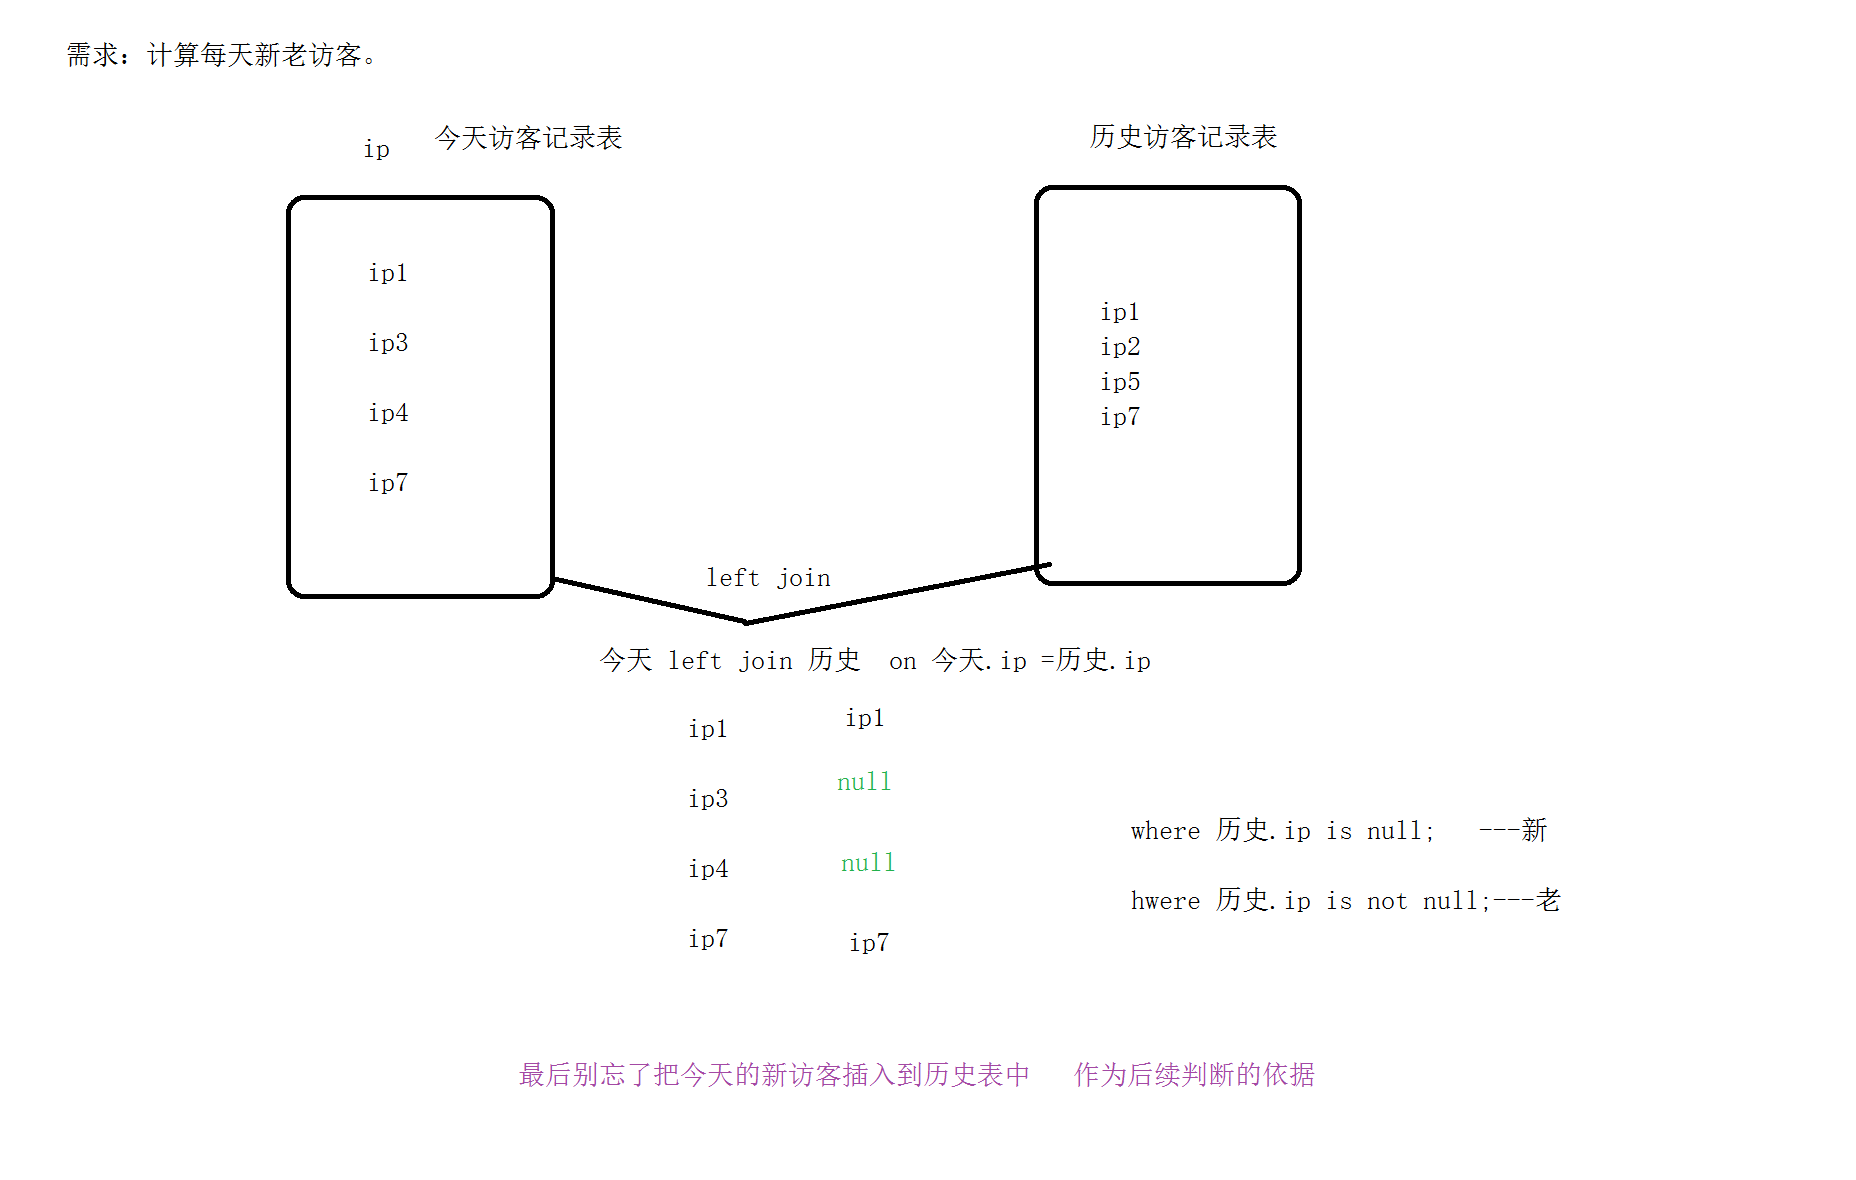 需求：计算每天新老访客。
ip 今天访客记录表
历史访客记录表
ip1
ip3
ip4
ip7
ip1
ip2
ip5
ip7
left join
今天 left join 历史 on 今天.ip =历史.ip
ip1 ip1
ip3 null
ip4 null
ip7 ip7
where 历史.ip is null; ---新
hwere 历史.ip is not null;---老
最后别忘了把今天的新访客插入到历史表中 作为后续判断的依据